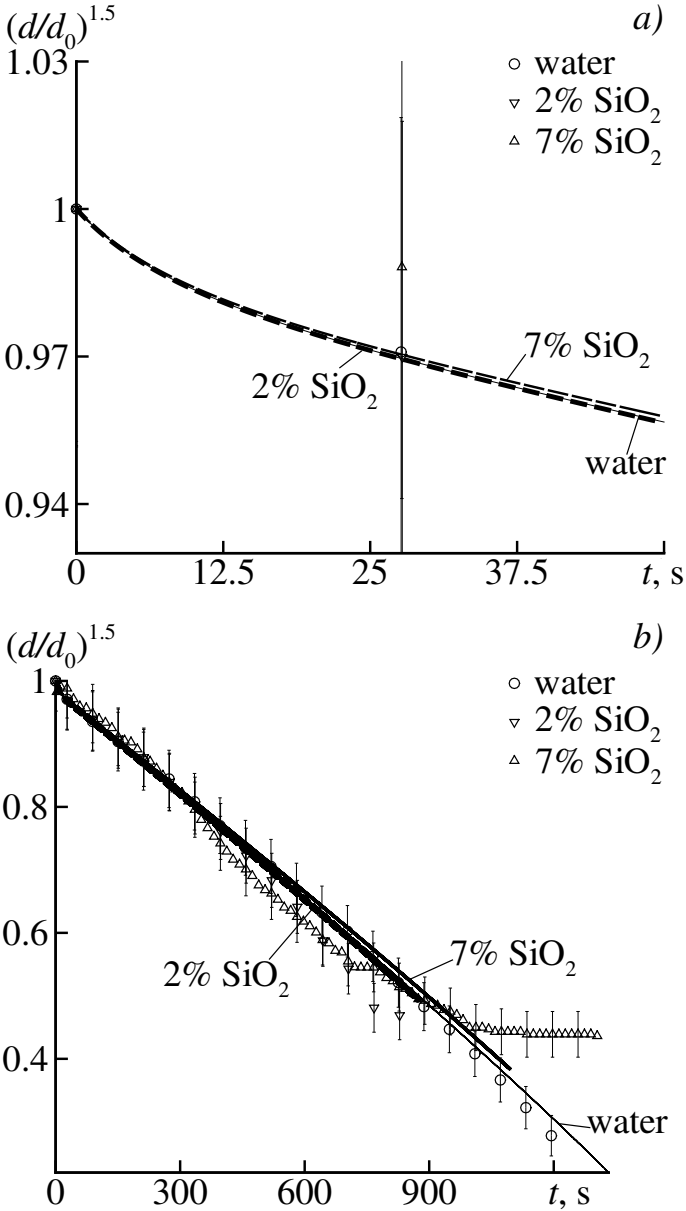 (d/d₀)^1.5
a)
1.03
water
2% SiO₂
7% SiO₂
1
0.97
7% SiO₂
2% SiO₂
water
0.94
0 12.5 25 37.5 t, s
(d/d₀)^1.5
b)
1
water
2% SiO₂
7% SiO₂
0.8
0.6
7% SiO₂
2% SiO₂
0.4
water
0 300 600 900 t, s